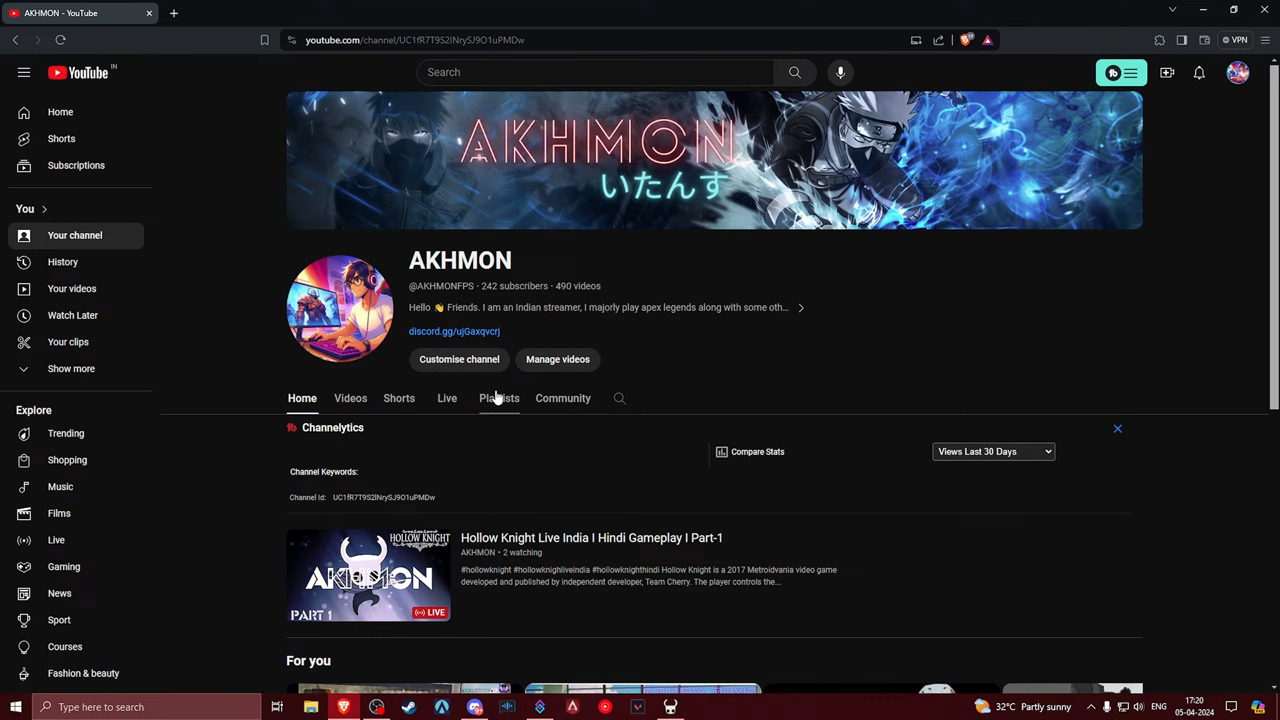 AKHMON - YouTube
youtube.com/channel/UC1fR7T9S2lNrySJ9O1uPMDw
17
VPN
YouTube IN
Search
tb
AKHMON
いたんす
Home
Shorts
Subscriptions
You
Your channel
History
Your videos
Watch Later
Your clips
Show more
Explore
Trending
Shopping
Music
Films
Live
Gaming
News
Sport
Courses
Fashion & beauty
AKHMON
@AKHMONFPS · 242 subscribers · 490 videos
Hello 👋 Friends. I am an Indian streamer, I majorly play apex legends along with some oth...
discord.gg/ujGaxqvcrj
Customise channel Manage videos
Home Videos Shorts Live Playlists Community
tb Channelytics
Compare Stats Views Last 30 Days
Channel Keywords:
Channel Id: UC1fR7T9S2lNrySJ9O1uPMDw
HOLLOW KNIGHT
AKHMON
PART 1
LIVE
Hollow Knight Live India I Hindi Gameplay I Part-1
AKHMON • 2 watching
#hollowknight #hollowknighliveindia #hollowknighthindi Hollow Knight is a 2017 Metroidvania video game
developed and published by independent developer, Team Cherry. The player controls the...
For you
Type here to search
32°C Partly sunny
17:20
05-04-2024